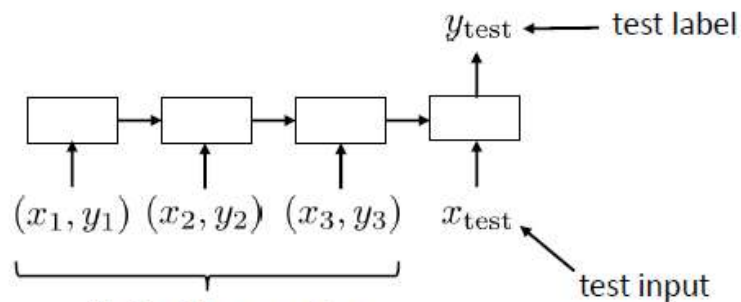 y_test test label
(x_1, y_1) (x_2, y_2) (x_3, y_3) x_test
test input